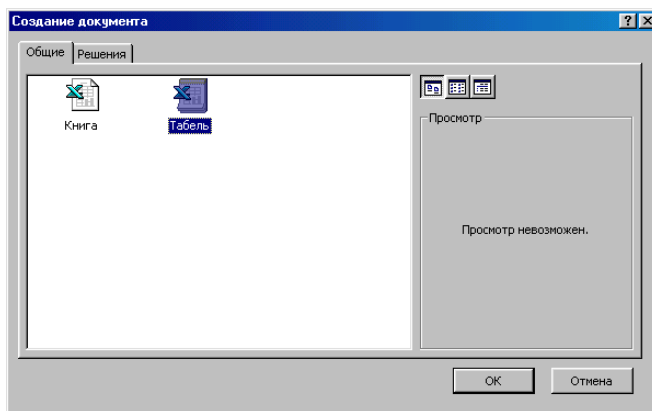 Создание документа
Общие Решения
Книга Табель
Просмотр
Просмотр невозможен.
ОК Отмена